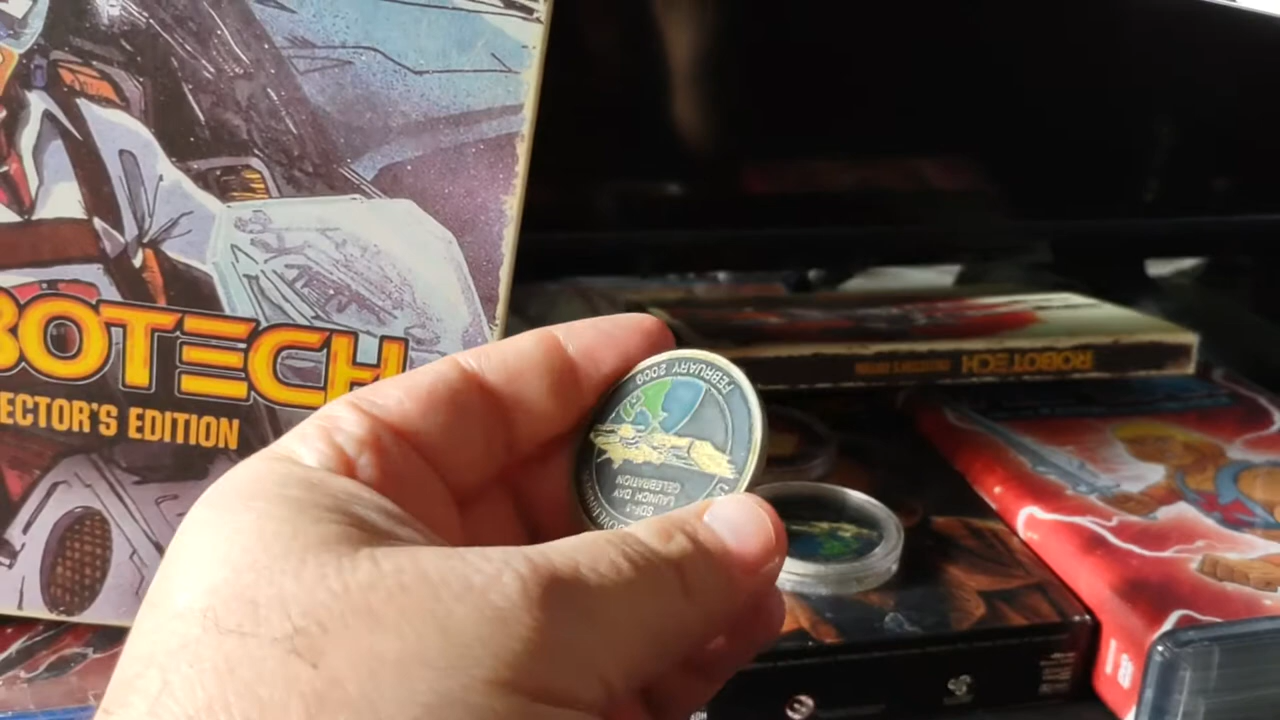 BOTECH
ECTOR'S EDITION
FEBRUARY 2009
SDF-1
LAUNCH DAY
CELEBRATION
ROBOTECH